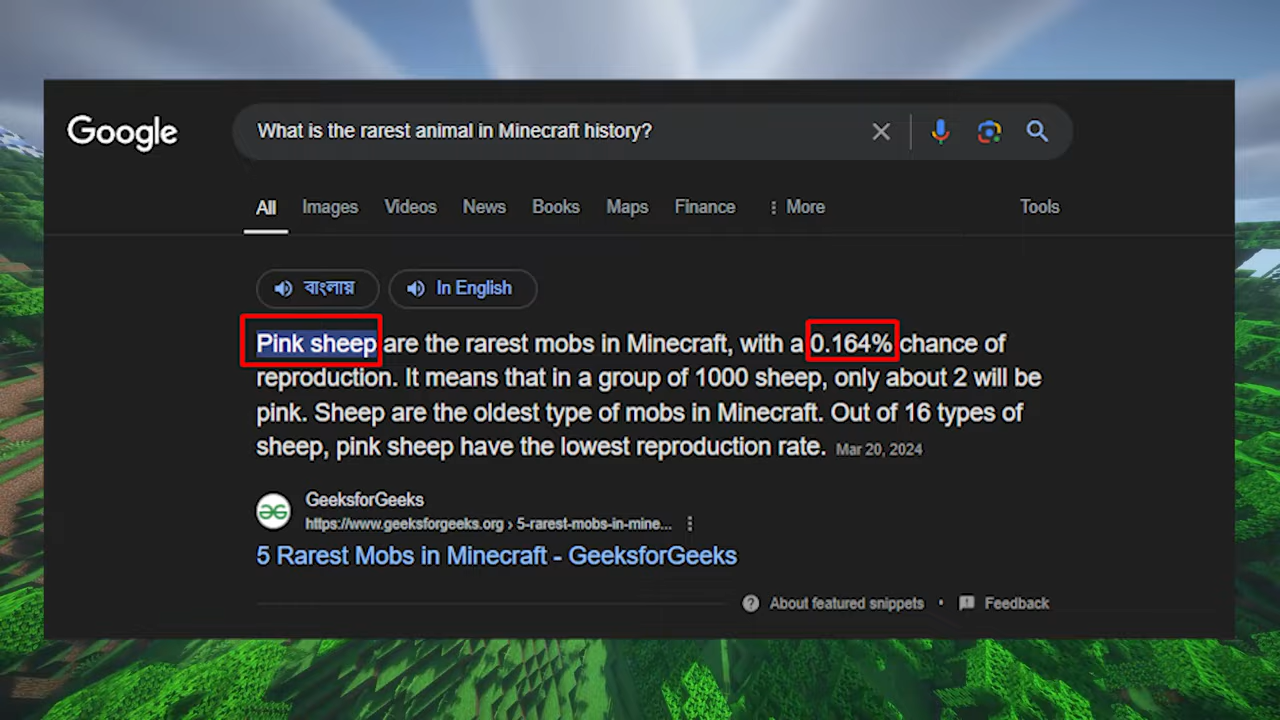 Google
What is the rarest animal in Minecraft history?
All Images Videos News Books Maps Finance More Tools
বাংলায় In English
Pink sheep are the rarest mobs in Minecraft, with a 0.164% chance of
reproduction. It means that in a group of 1000 sheep, only about 2 will be
pink. Sheep are the oldest type of mobs in Minecraft. Out of 16 types of
sheep, pink sheep have the lowest reproduction rate. Mar 20, 2024
GeeksforGeeks
https://www.geeksforgeeks.org › 5-rarest-mobs-in-mine...
5 Rarest Mobs in Minecraft - GeeksforGeeks
About featured snippets • Feedback